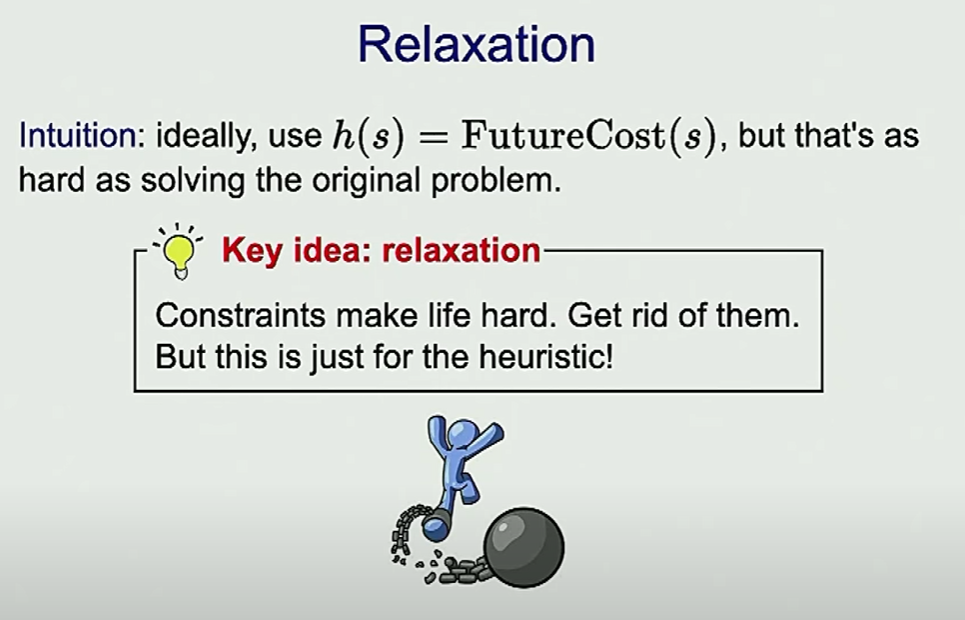 Relaxation
Intuition: ideally, use h(s) = FutureCost(s), but that's as
hard as solving the original problem.
Key idea: relaxation
Constraints make life hard. Get rid of them.
But this is just for the heuristic!